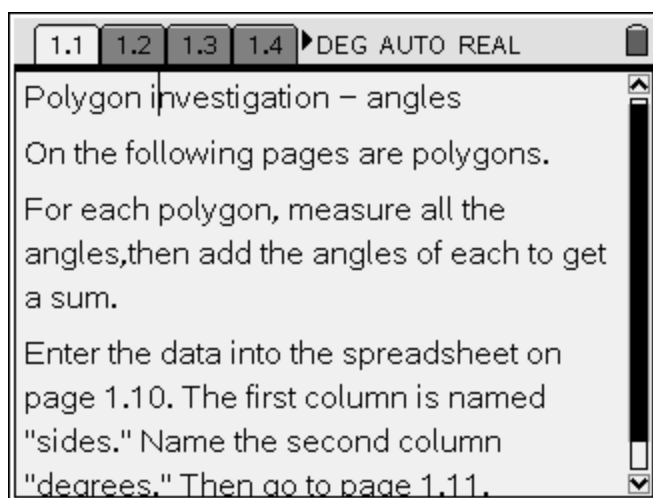 1.1 1.2 1.3 1.4 DEG AUTO REAL
Polygon investigation – angles
On the following pages are polygons.
For each polygon, measure all the
angles,then add the angles of each to get
a sum.
Enter the data into the spreadsheet on
page 1.10. The first column is named
"sides." Name the second column
"degrees." Then go to page 1.11.